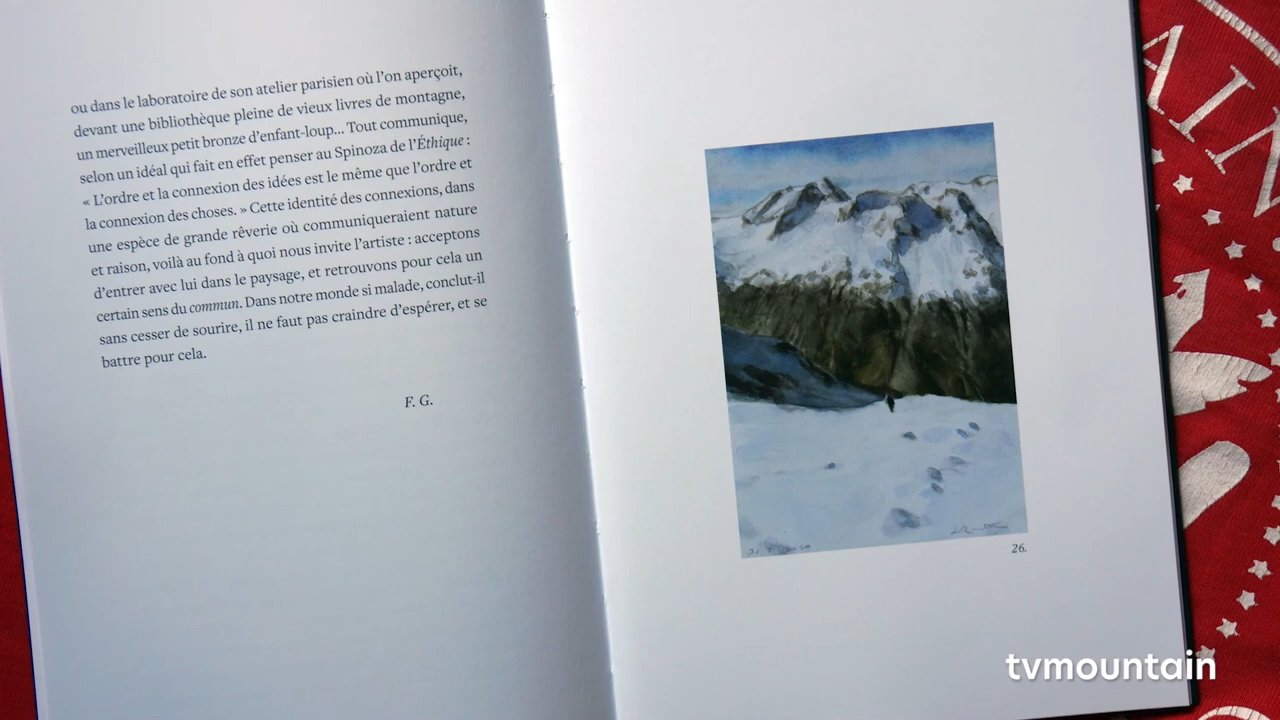 ou dans le laboratoire de son atelier parisien où l'on aperçoit,
devant une bibliothèque pleine de vieux livres de montagne,
un merveilleux petit bronze d'enfant-loup... Tout communique,
selon un idéal qui fait en effet penser au Spinoza de l'Éthique :
« L'ordre et la connexion des idées est le même que l'ordre et
la connexion des choses. » Cette identité des connexions, dans
une espèce de grande rêverie où communiqueraient nature
et raison, voilà au fond à quoi nous invite l'artiste : acceptons
d'entrer avec lui dans le paysage, et retrouvons pour cela un
certain sens du commun. Dans notre monde si malade, conclut-il
sans cesser de sourire, il ne faut pas craindre d'espérer, et se
battre pour cela.
F. G.
26.
tvmountain